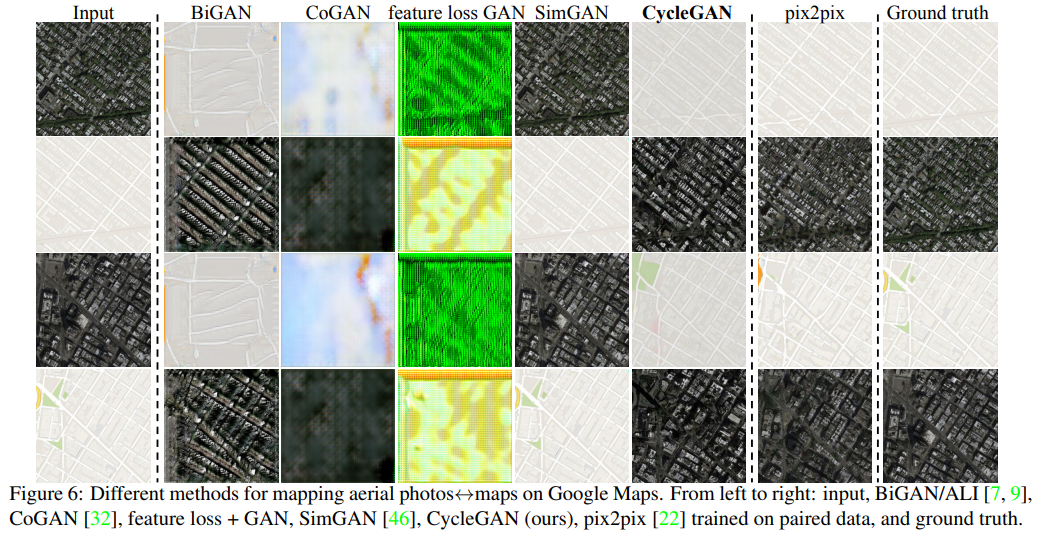 Input BiGAN CoGAN feature loss GAN SimGAN CycleGAN pix2pix Ground truth
Figure 6: Different methods for mapping aerial photos↔maps on Google Maps. From left to right: input, BiGAN/ALI [7, 9],
CoGAN [32], feature loss + GAN, SimGAN [46], CycleGAN (ours), pix2pix [22] trained on paired data, and ground truth.